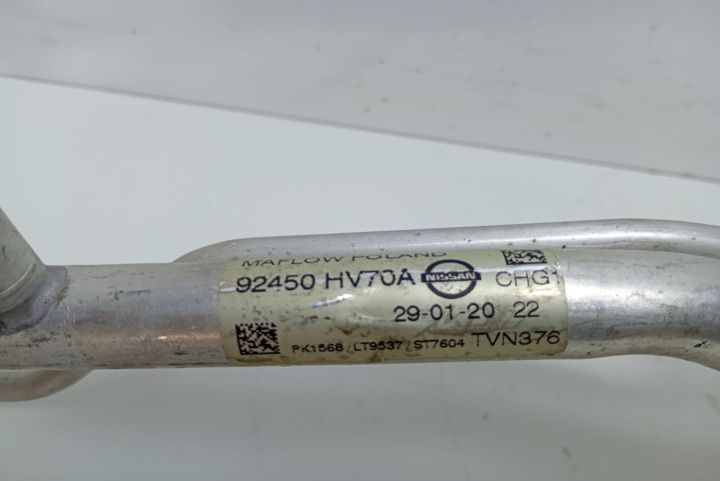 MAFLOW POLAND
92450 HV70A NISSAN CHG1
29-01-20 22
PK1568 / LT9537 / ST7604 TVN376